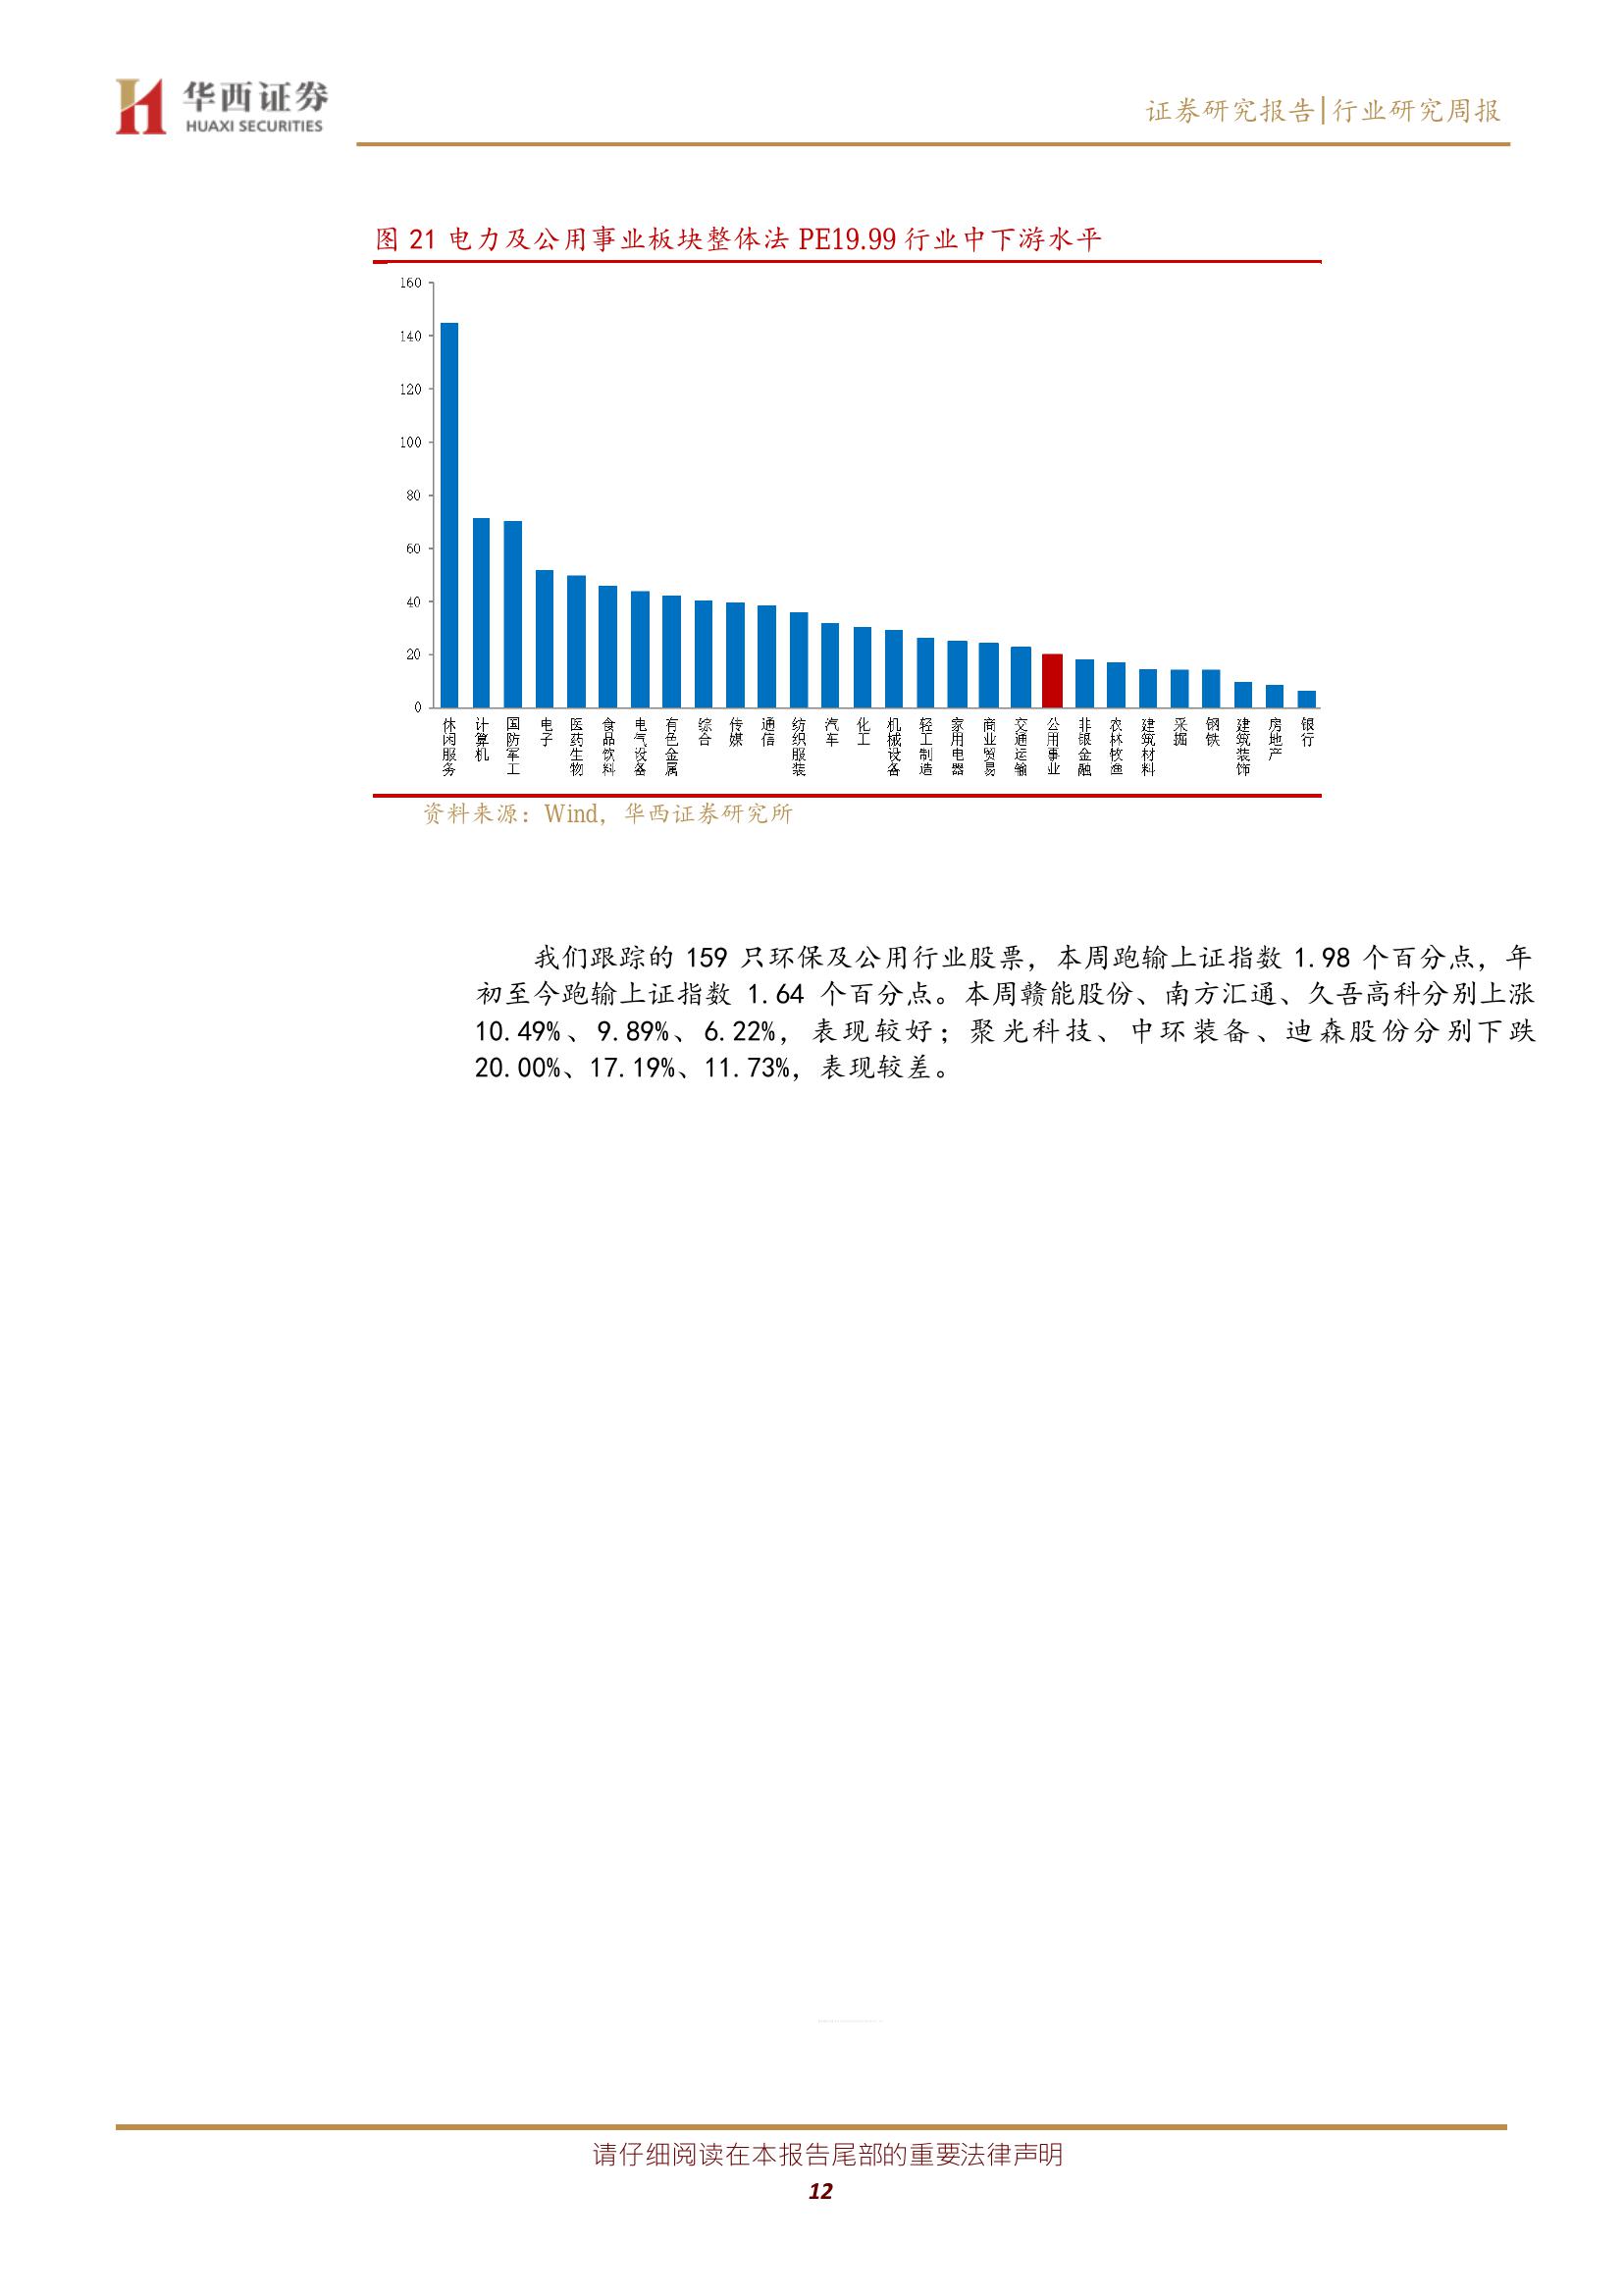 华西证券
HUAXI SECURITIES
证券研究报告|行业研究周报
图 21 电力及公用事业板块整体法 PE19.99 行业中下游水平
160
140
120
100
80
60
40
20
0
休闲服务
计算机
国防军工
电子
医药生物
食品饮料
电气设备
有色金属
综合
传媒
通信
纺织服装
汽车
化工
机械设备
轻工制造
家用电器
商业贸易
交通运输
公用事业
非银金融
农林牧渔
建筑材料
采掘
钢铁
建筑装饰
房地产
银行
资料来源：Wind，华西证券研究所
我们跟踪的 159 只环保及公用行业股票，本周跑输上证指数 1.98 个百分点，年
初至今跑输上证指数 1.64 个百分点。本周赣能股份、南方汇通、久吾高科分别上涨
10.49%、9.89%、6.22%，表现较好；聚光科技、中环装备、迪森股份分别下跌
20.00%、17.19%、11.73%，表现较差。
请仔细阅读在本报告尾部的重要法律声明
12